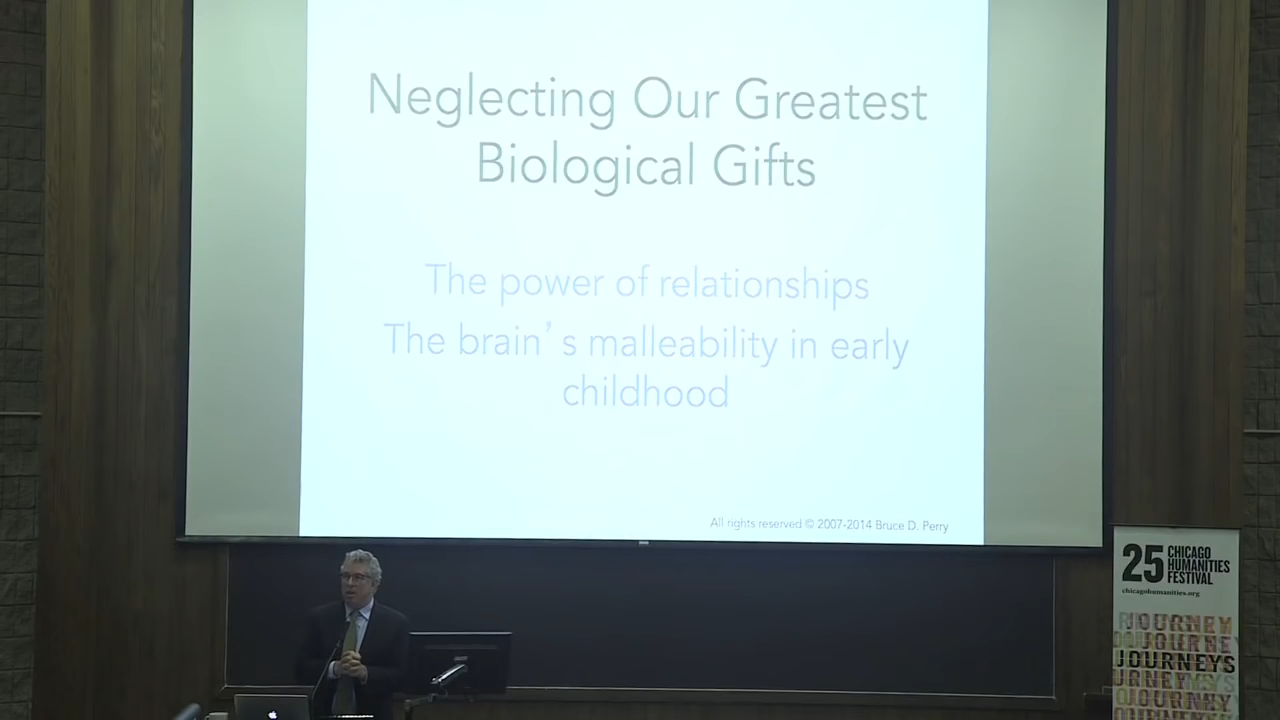 Neglecting Our Greatest
Biological Gifts
The power of relationships
The brain's malleability in early
childhood
All rights reserved © 2007-2014 Bruce D. Perry
25 CHICAGO
HUMANITIES
FESTIVAL
chicagohumanities.org
JOURNEY
JOURNE
JOURNEYS